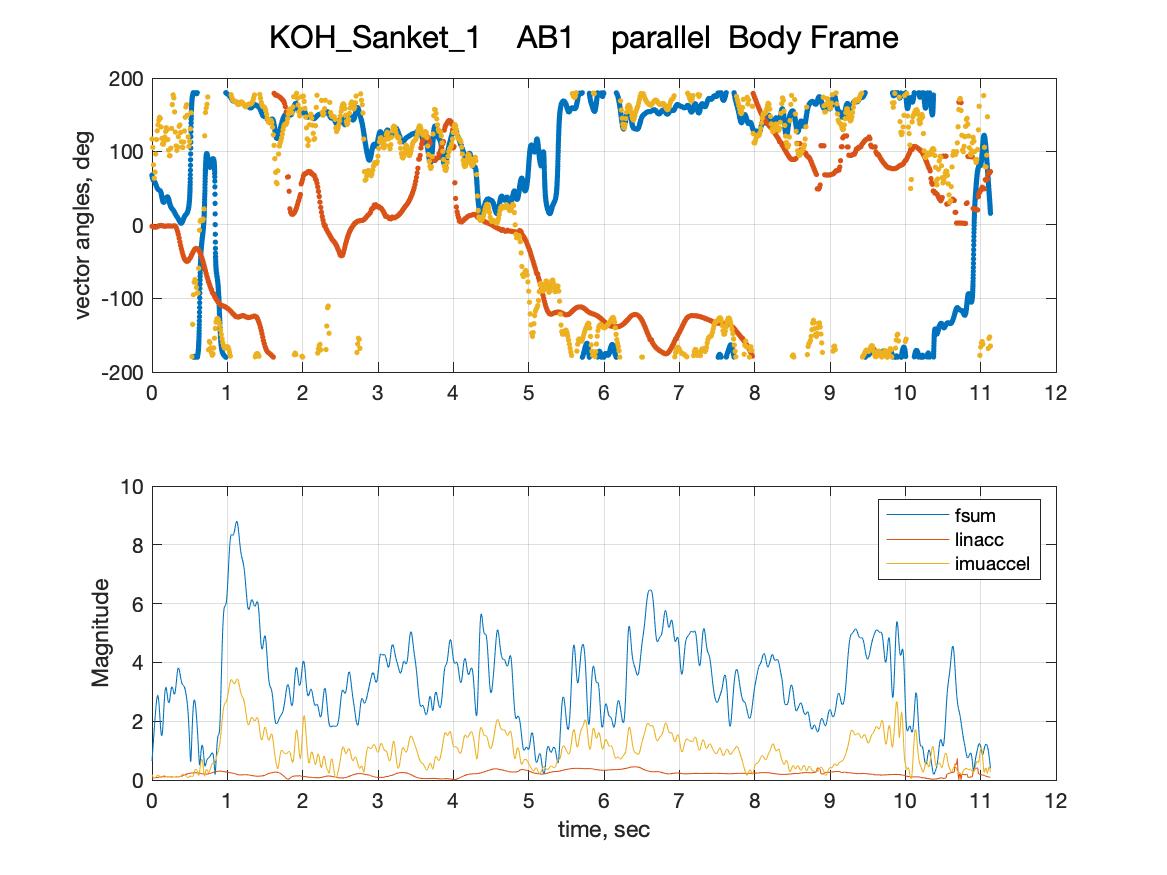 KOH_Sanket_1 AB1 parallel Body Frame
200
100
0
-100
-200
vector angles, deg
0 1 2 3 4 5 6 7 8 9 10 11 12
10
8
6
4
2
0
Magnitude
fsum
linacc
imuaccel
0 1 2 3 4 5 6 7 8 9 10 11 12
time, sec